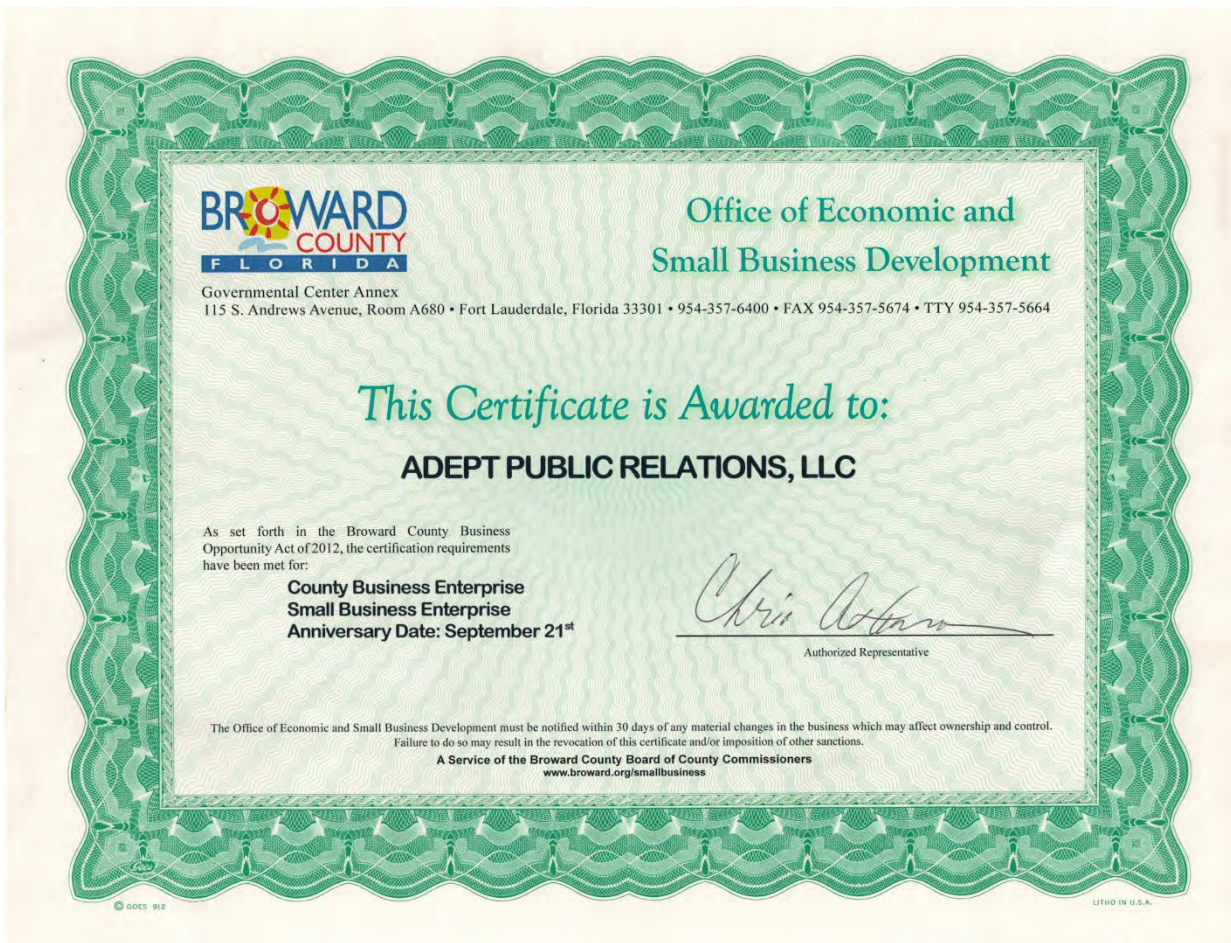 BROWARD
COUNTY
FLORIDA
Office of Economic and
Small Business Development
Governmental Center Annex
115 S. Andrews Avenue, Room A680 • Fort Lauderdale, Florida 33301 • 954-357-6400 • FAX 954-357-5674 • TTY 954-357-5664
This Certificate is Awarded to:
ADEPT PUBLIC RELATIONS, LLC
As set forth in the Broward County Business
Opportunity Act of 2012, the certification requirements
have been met for:
County Business Enterprise
Small Business Enterprise
Anniversary Date: September 21st
Chris
Authorized Representative
The Office of Economic and Small Business Development must be notified within 30 days of any material changes in the business which may affect ownership and control.
Failure to do so may result in the revocation of this certificate and/or imposition of other sanctions.
A Service of the Broward County Board of County Commissioners
www.broward.org/smallbusiness
Goes
© GOES 912
LITHO IN U.S.A.